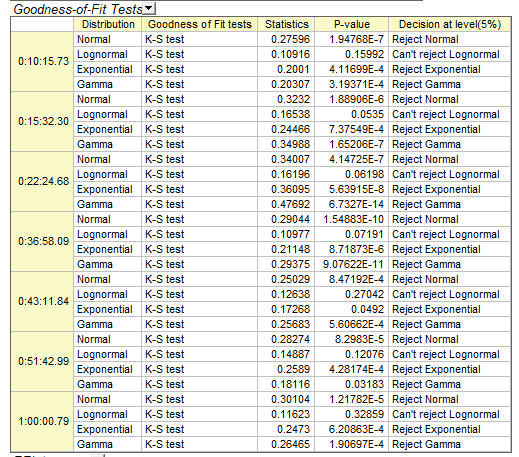 Goodness-of-Fit Tests
Distribution Goodness of Fit tests Statistics P-value Decision at level(5%)
0:10:15.73
Normal K-S test 0.27596 1.94768E-7 Reject Normal
Lognormal K-S test 0.10916 0.15992 Can't reject Lognormal
Exponential K-S test 0.2001 4.11699E-4 Reject Exponential
Gamma K-S test 0.20307 3.19371E-4 Reject Gamma
0:15:32.30
Normal K-S test 0.3232 1.88906E-6 Reject Normal
Lognormal K-S test 0.16538 0.0535 Can't reject Lognormal
Exponential K-S test 0.24466 7.37549E-4 Reject Exponential
Gamma K-S test 0.34988 1.65206E-7 Reject Gamma
0:22:24.68
Normal K-S test 0.34007 4.14725E-7 Reject Normal
Lognormal K-S test 0.16196 0.06198 Can't reject Lognormal
Exponential K-S test 0.36095 5.63915E-8 Reject Exponential
Gamma K-S test 0.47692 6.7327E-14 Reject Gamma
0:36:58.09
Normal K-S test 0.29044 1.54883E-10 Reject Normal
Lognormal K-S test 0.10977 0.07191 Can't reject Lognormal
Exponential K-S test 0.21148 8.71873E-6 Reject Exponential
Gamma K-S test 0.29375 9.07622E-11 Reject Gamma
0:43:11.84
Normal K-S test 0.25029 8.47192E-4 Reject Normal
Lognormal K-S test 0.12638 0.27042 Can't reject Lognormal
Exponential K-S test 0.17268 0.0492 Reject Exponential
Gamma K-S test 0.25683 5.60662E-4 Reject Gamma
0:51:42.99
Normal K-S test 0.28274 8.2983E-5 Reject Normal
Lognormal K-S test 0.14887 0.12076 Can't reject Lognormal
Exponential K-S test 0.2589 4.28174E-4 Reject Exponential
Gamma K-S test 0.18116 0.03183 Reject Gamma
1:00:00.79
Normal K-S test 0.30104 1.21782E-5 Reject Normal
Lognormal K-S test 0.11623 0.32859 Can't reject Lognormal
Exponential K-S test 0.2473 6.20863E-4 Reject Exponential
Gamma K-S test 0.26465 1.90697E-4 Reject Gamma